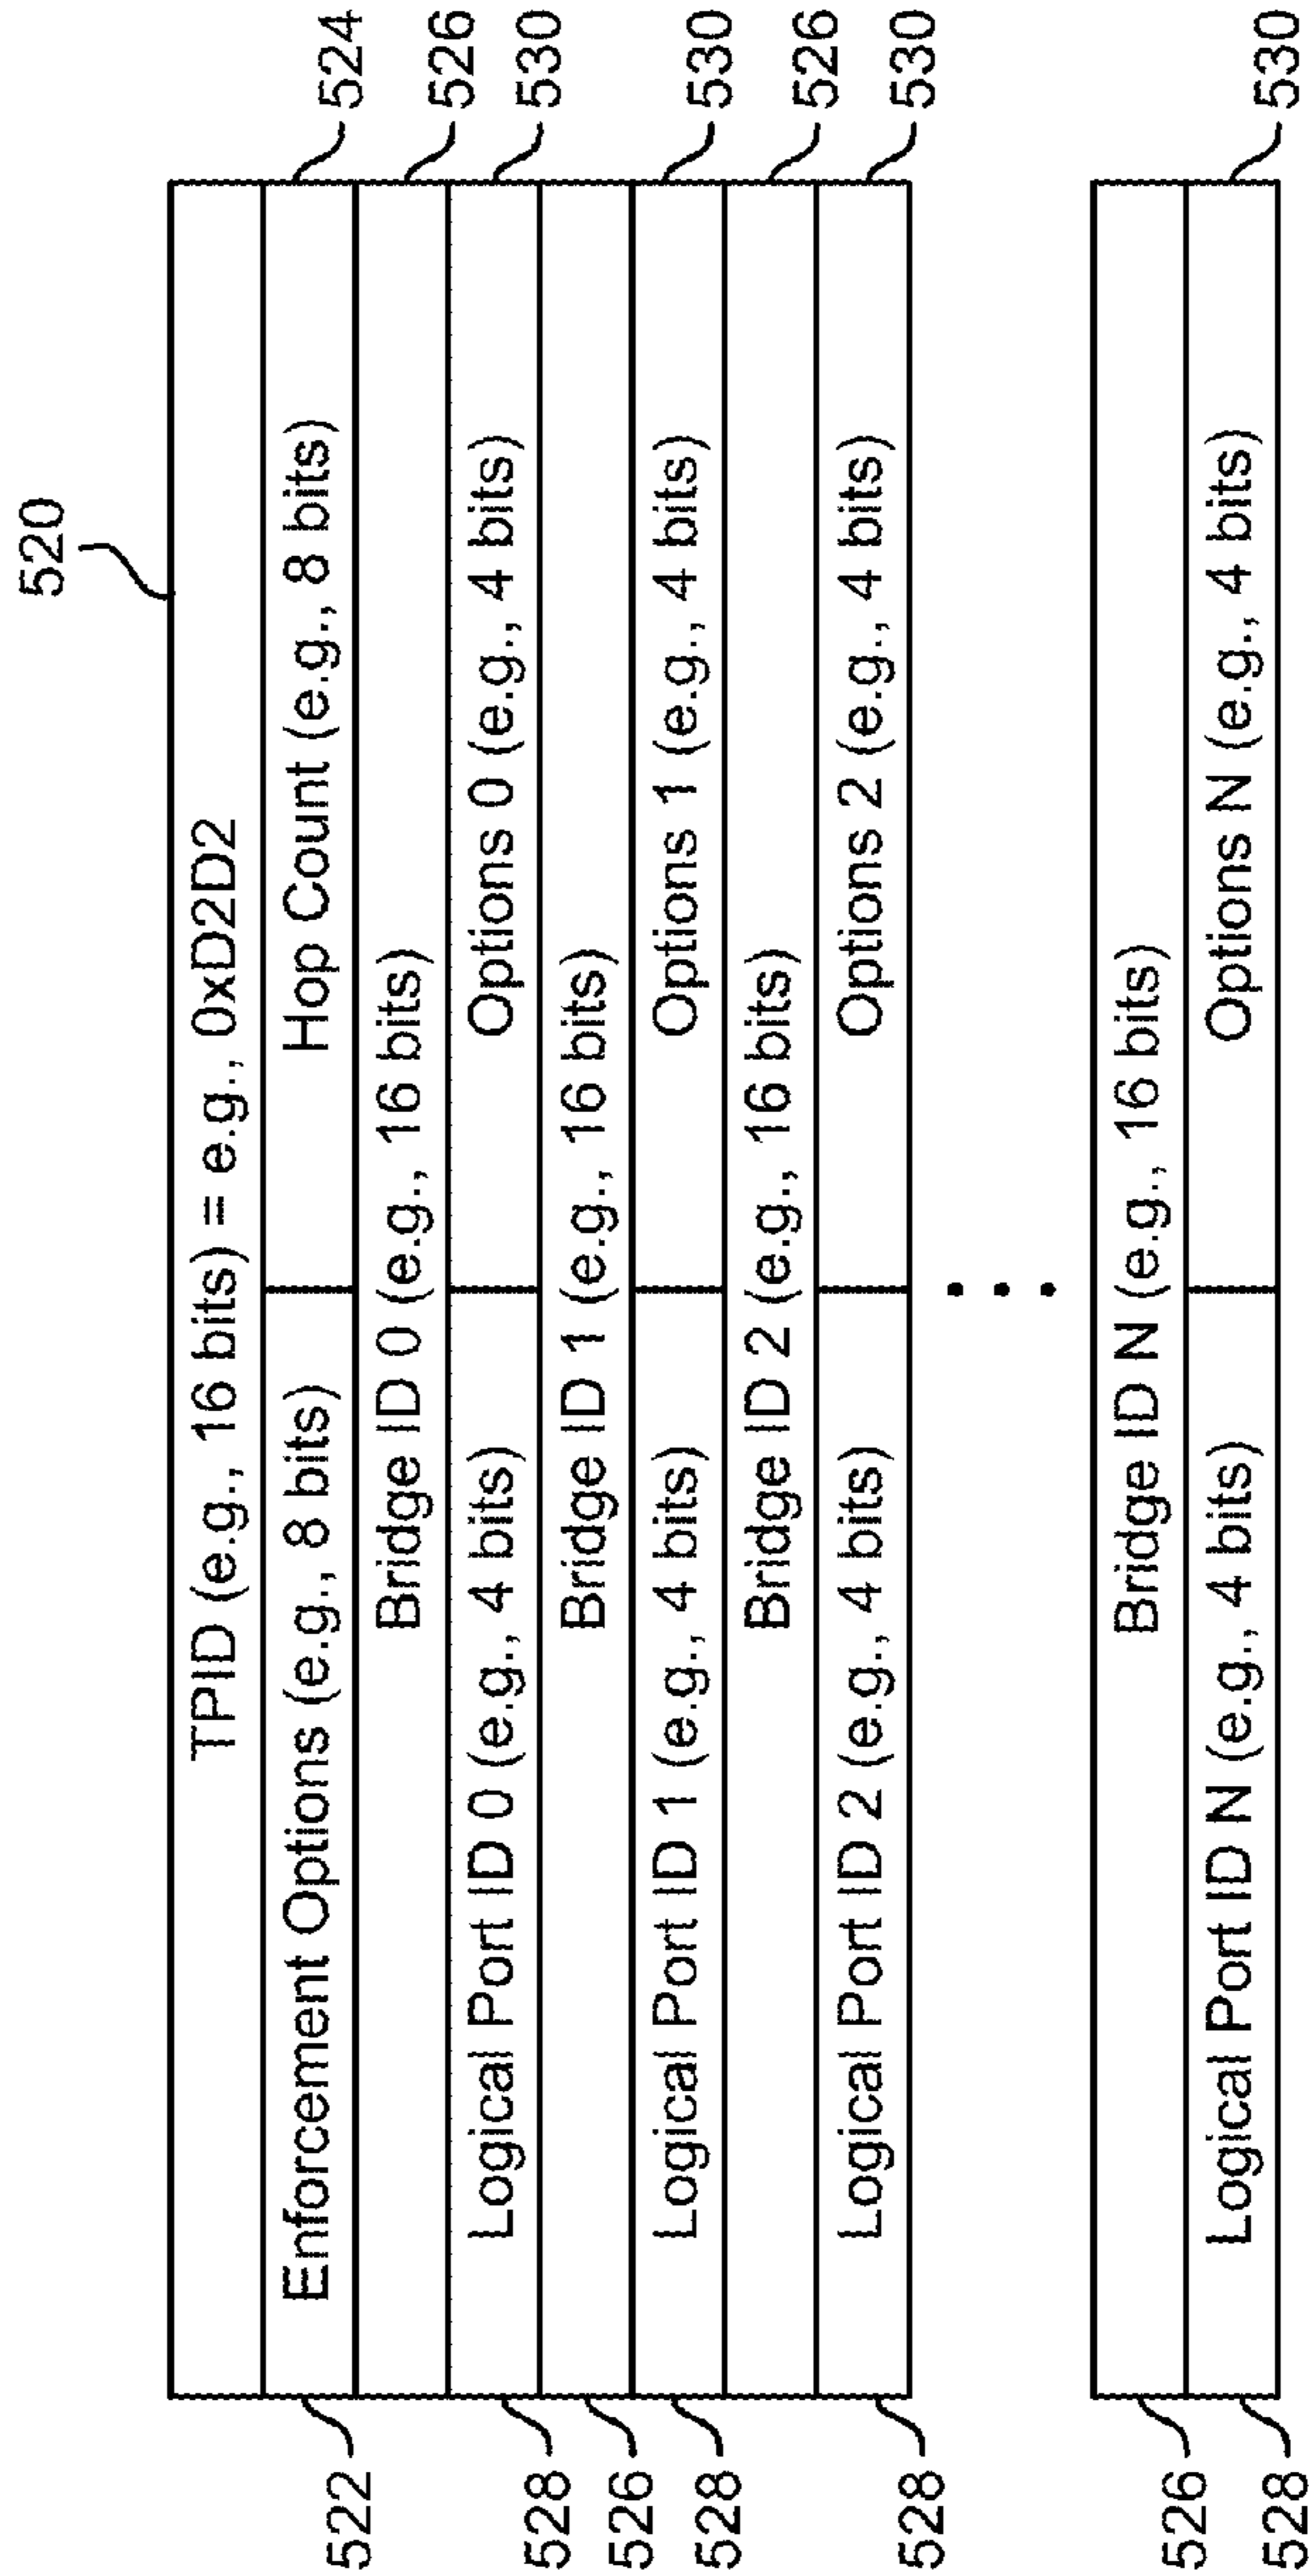 520
TPID (e.g., 16 bits) = e.g., 0xD2D2
522
Enforcement Options (e.g., 8 bits)
Hop Count (e.g., 8 bits)
524
Bridge ID 0 (e.g., 16 bits)
526
528
Logical Port ID 0 (e.g., 4 bits)
Options 0 (e.g., 4 bits)
530
526
Bridge ID 1 (e.g., 16 bits)
528
Logical Port ID 1 (e.g., 4 bits)
Options 1 (e.g., 4 bits)
530
Bridge ID 2 (e.g., 16 bits)
526
528
Logical Port ID 2 (e.g., 4 bits)
Options 2 (e.g., 4 bits)
530
526
Bridge ID N (e.g., 16 bits)
528
Logical Port ID N (e.g., 4 bits)
Options N (e.g., 4 bits)
530